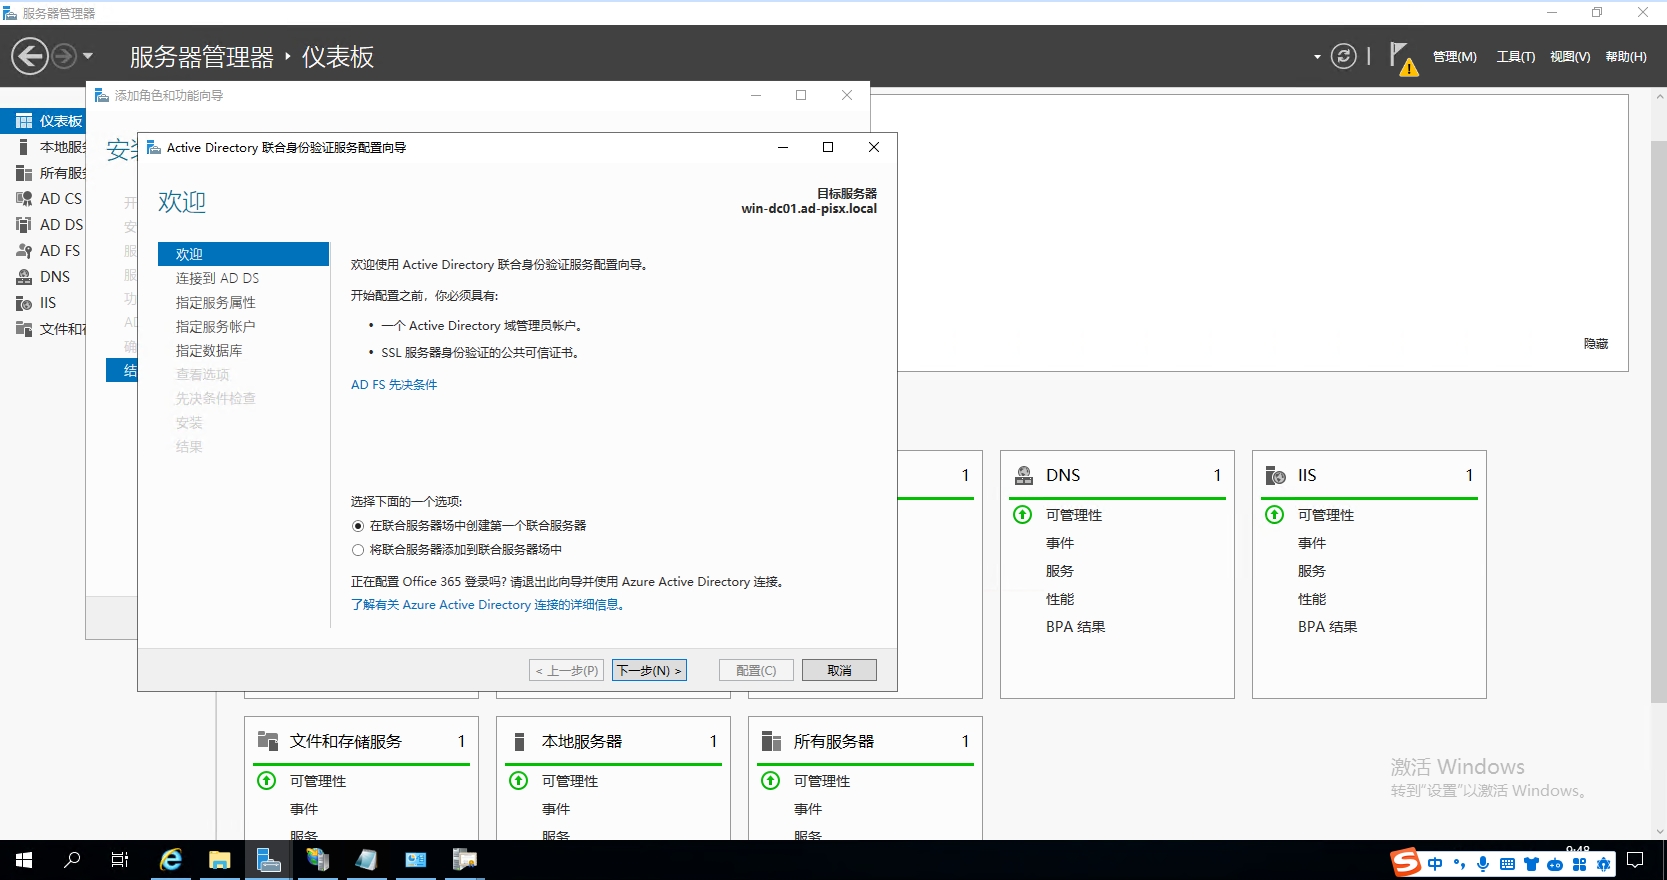 服务器管理器
服务器管理器 ‣ 仪表板
管理(M) 工具(T) 视图(V) 帮助(H)
仪表板
本地服务
所有服务
AD CS
AD DS
AD FS
DNS
IIS
文件和存
添加角色和功能向导
Active Directory 联合身份验证服务配置向导
欢迎
目标服务器
win-dc01.ad-pisx.local
欢迎
连接到 AD DS
指定服务属性
指定服务帐户
指定数据库
查看选项
先决条件检查
安装
结果
欢迎使用 Active Directory 联合身份验证服务配置向导。
开始配置之前，你必须具有:
• 一个 Active Directory 域管理员帐户。
• SSL 服务器身份验证的公共可信证书。
AD FS 先决条件
选择下面的一个选项:
在联合服务器场中创建第一个联合服务器
将联合服务器添加到联合服务器场中
正在配置 Office 365 登录吗? 请退出此向导并使用 Azure Active Directory 连接。
了解有关 Azure Active Directory 连接的详细信息。
< 上一步(P) 下一步(N) > 配置(C) 取消
隐藏
1
DNS 1
可管理性
事件
服务
性能
BPA 结果
IIS 1
可管理性
事件
服务
性能
BPA 结果
文件和存储服务 1
可管理性
事件
服务
本地服务器 1
可管理性
事件
服务
所有服务器 1
可管理性
事件
服务
激活 Windows
转到“设置”以激活 Windows。
9:48
中